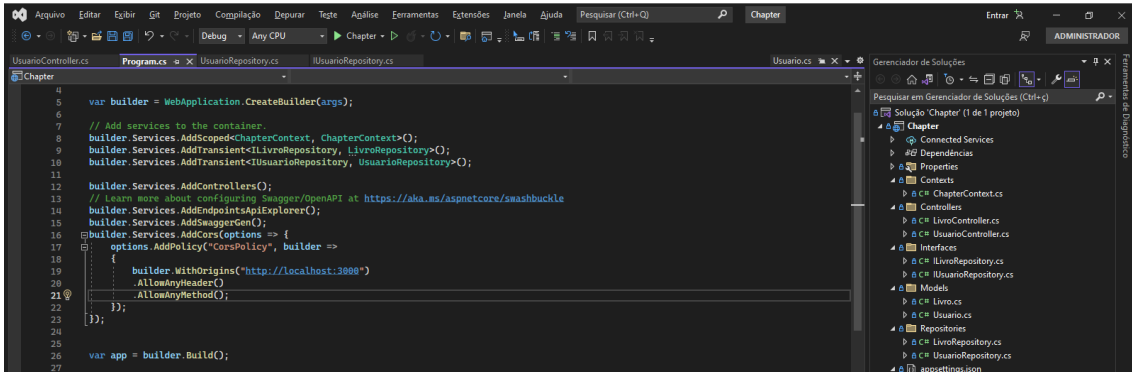 Arquivo Editar Exibir Git Projeto Compilação Depurar Teste Análise Ferramentas Extensões Janela Ajuda Pesquisar (Ctrl+Q) Chapter Entrar
Debug Any CPU Chapter ADMINISTRADOR
UsuarioController.cs Program.cs UsuarioRepository.cs IUsuarioRepository.cs Usuario.cs
Chapter
4
5 var builder = WebApplication.CreateBuilder(args);
6
7 // Add services to the container.
8 builder.Services.AddScoped<ChapterContext, ChapterContext>();
9 builder.Services.AddTransient<ILivroRepository, LivroRepository>();
10 builder.Services.AddTransient<IUsuarioRepository, UsuarioRepository>();
11
12 builder.Services.AddControllers();
13 // Learn more about configuring Swagger/OpenAPI at https://aka.ms/aspnetcore/swashbuckle
14 builder.Services.AddEndpointsApiExplorer();
15 builder.Services.AddSwaggerGen();
16 builder.Services.AddCors(options => {
17 options.AddPolicy("CorsPolicy", builder =>
18 {
19 builder.WithOrigins("http://localhost:3000")
20 .AllowAnyHeader()
21 .AllowAnyMethod();
22 });
23 });
24
25
26 var app = builder.Build();
27
Gerenciador de Soluções
Pesquisar em Gerenciador de Soluções (Ctrl+ç)
Solução 'Chapter' (1 de 1 projeto)
Chapter
Connected Services
Dependências
Properties
Contexts
C# ChapterContext.cs
Controllers
C# LivroController.cs
C# UsuarioController.cs
Interfaces
C# ILivroRepository.cs
C# IUsuarioRepository.cs
Models
C# Livro.cs
C# Usuario.cs
Repositories
C# LivroRepository.cs
C# UsuarioRepository.cs
appsettings.json
Ferramentas de Diagnóstico